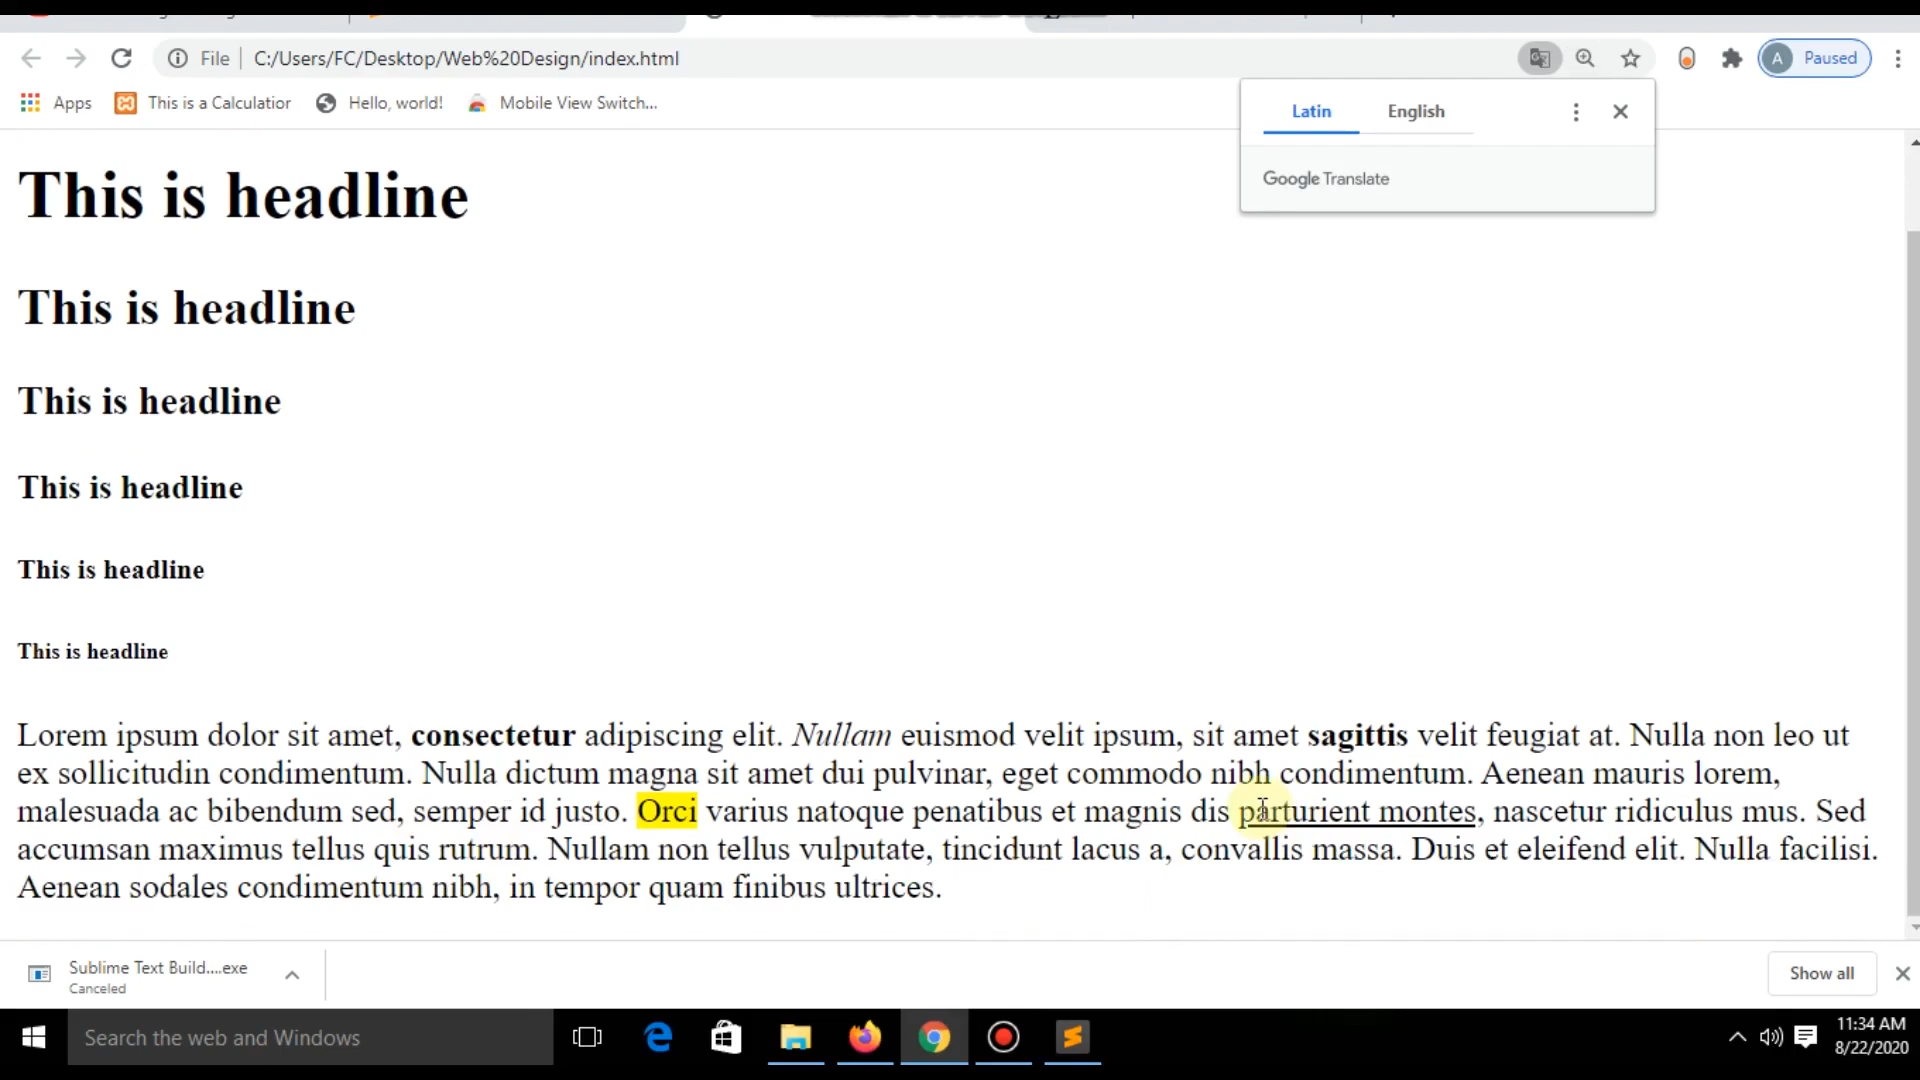 File
C:/Users/FC/Desktop/Web%20Design/index.html
A Paused
Apps
This is a Calculatior
Hello, world!
Mobile View Switch...
Latin
English
Google Translate
This is headline
This is headline
This is headline
This is headline
This is headline
This is headline
Lorem ipsum dolor sit amet, consectetur adipiscing elit. Nullam euismod velit ipsum, sit amet sagittis velit feugiat at. Nulla non leo ut
ex sollicitudin condimentum. Nulla dictum magna sit amet dui pulvinar, eget commodo nibh condimentum. Aenean mauris lorem,
malesuada ac bibendum sed, semper id justo. Orci varius natoque penatibus et magnis dis parturient montes, nascetur ridiculus mus. Sed
accumsan maximus tellus quis rutrum. Nullam non tellus vulputate, tincidunt lacus a, convallis massa. Duis et eleifend elit. Nulla facilisi.
Aenean sodales condimentum nibh, in tempor quam finibus ultrices.
Sublime Text Build....exe
Canceled
Show all
Search the web and Windows
11:34 AM
8/22/2020